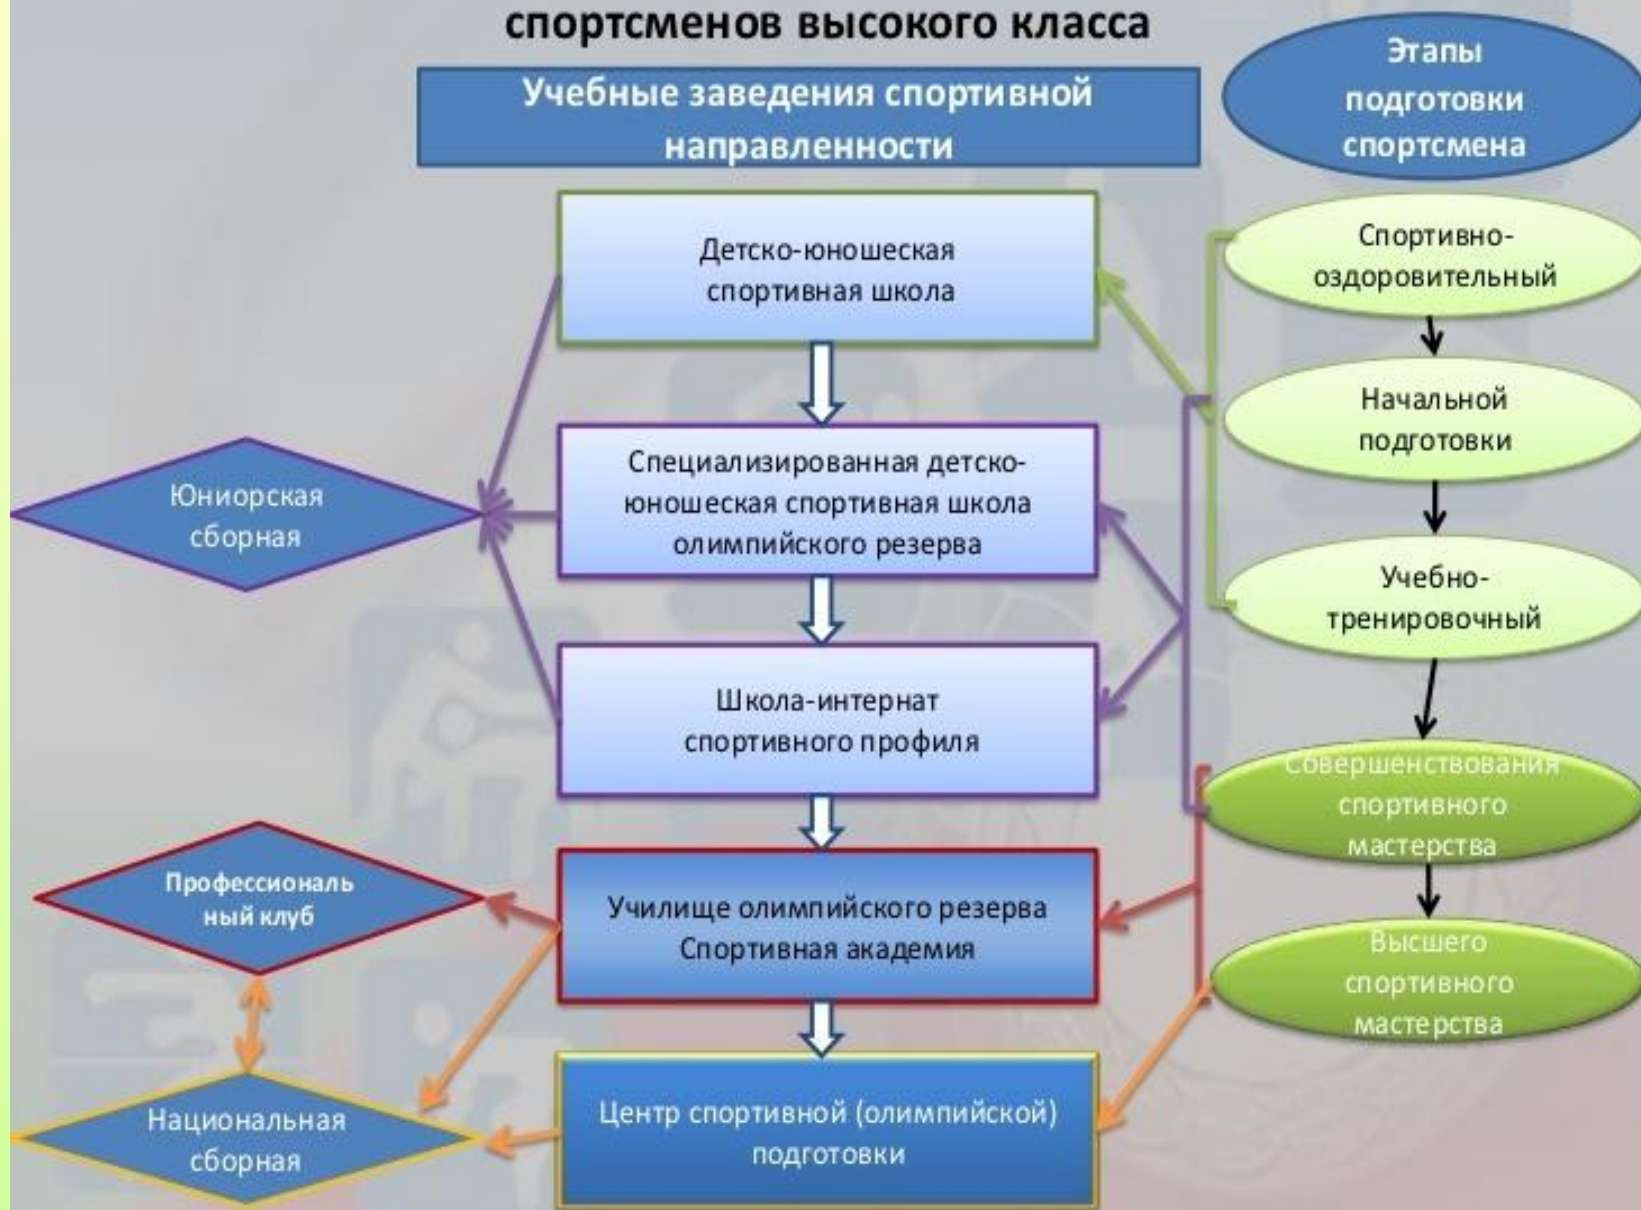 спортсменов высокого класса
Учебные заведения спортивной
направленности
Этапы
подготовки
спортсмена
Детско-юношеская
спортивная школа
Спортивно-
оздоровительный
Начальной
подготовки
Специализированная детско-
юношеская спортивная школа
олимпийского резерва
Юниорская
сборная
Учебно-
тренировочный
Школа-интернат
спортивного профиля
Совершенствования
спортивного
мастерства
Профессиональ
ный клуб
Училище олимпийского резерва
Спортивная академия
Высшего
спортивного
мастерства
Национальная
сборная
Центр спортивной (олимпийской)
подготовки